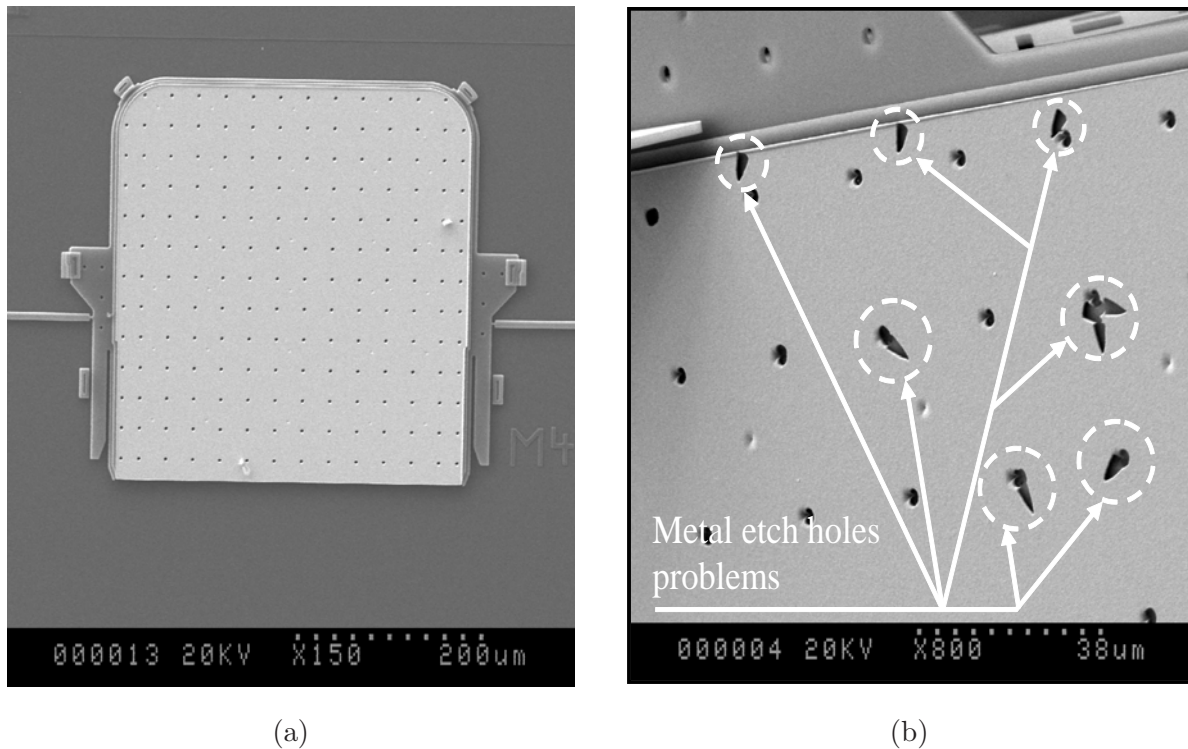 M4
000013 20KV X150 200um
(a)
Metal etch holes
problems
000004 20KV X800 38um
(b)